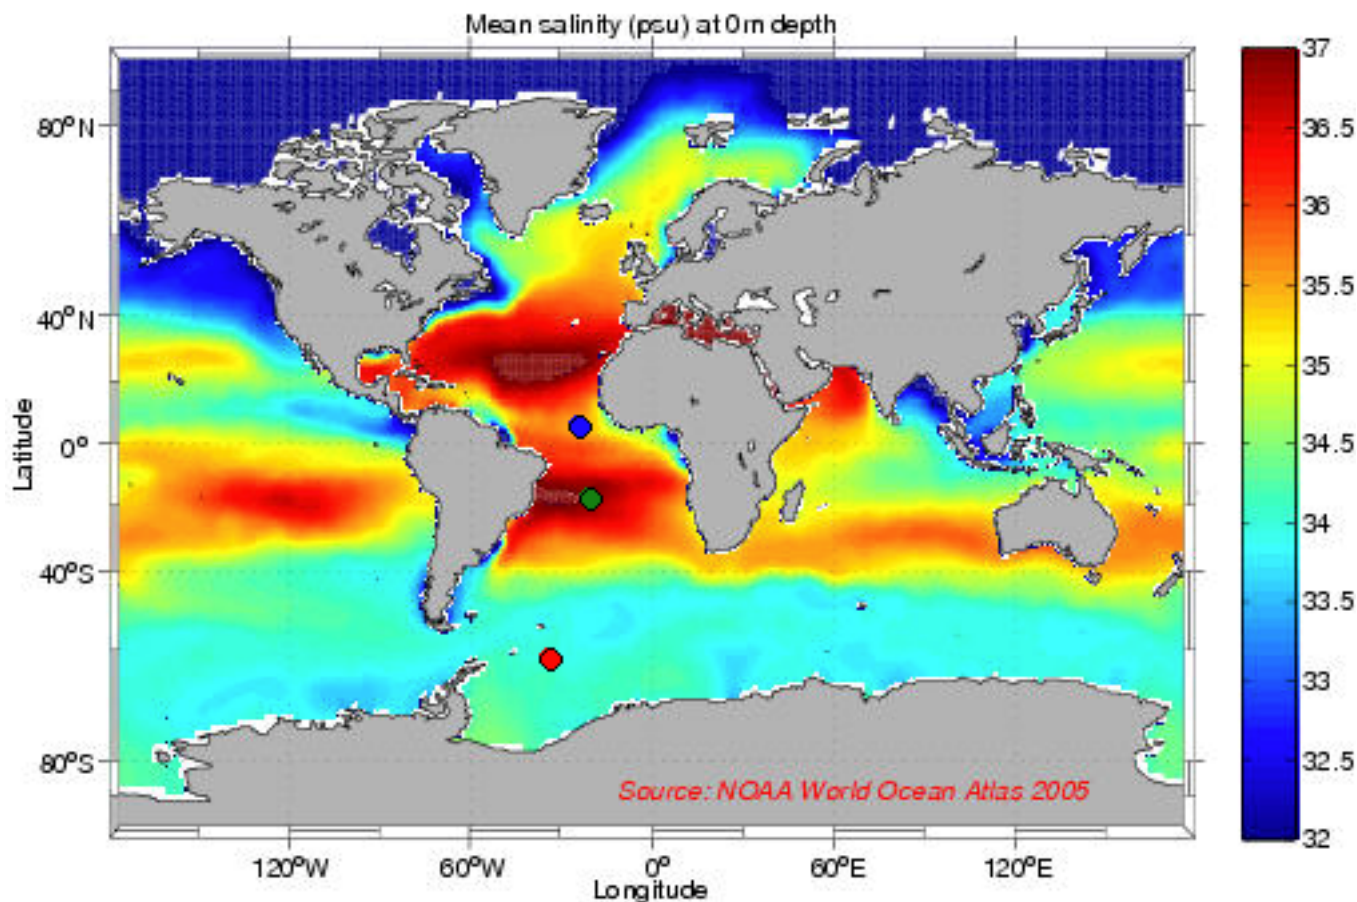 Mean salinity (psu) at 0m depth
80°N
40°N
0°
40°S
80°S
Latitude
120°W
60°W
0°
60°E
120°E
Longitude
Source: NOAA World Ocean Atlas 2005
37
36.5
36
35.5
35
34.5
34
33.5
33
32.5
32